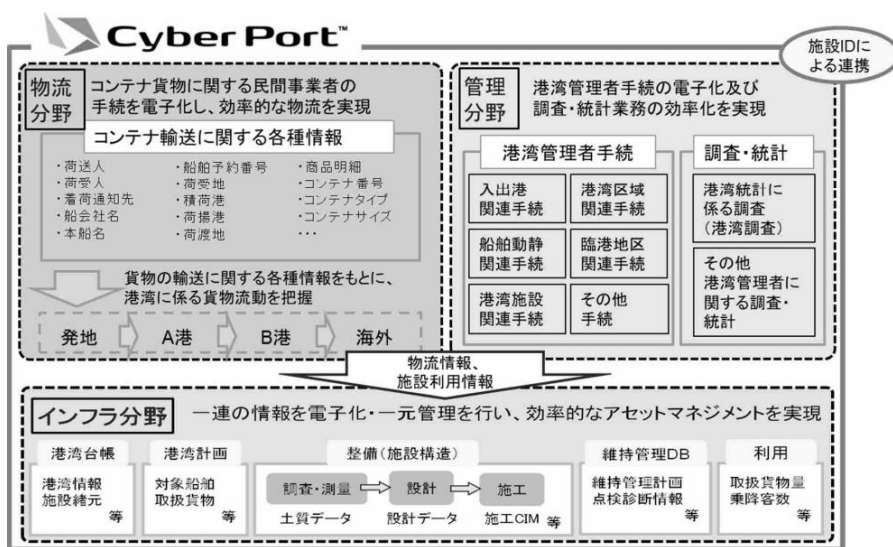 Cyber Port™
施設IDに
よる連携
物流
分野
コンテナ貨物に関する民間事業者の
手続を電子化し、効率的な物流を実現
コンテナ輸送に関する各種情報
・荷送人
・荷受人
・着荷通知先
・船会社名
・本船名
・船舶予約番号
・荷受地
・積荷港
・荷揚港
・荷渡地
・商品明細
・コンテナ番号
・コンテナタイプ
・コンテナサイズ
・・・
貨物の輸送に関する各種情報をもとに、
港湾に係る貨物流動を把握
発地
A港
B港
海外
管理
分野
港湾管理者手続の電子化及び
調査・統計業務の効率化を実現
港湾管理者手続
入出港
関連手続
港湾区域
関連手続
船舶動静
関連手続
臨港地区
関連手続
港湾施設
関連手続
その他
手続
調査・統計
港湾統計に
係る調査
(港湾調査)
その他
港湾管理者に
関する調査・
統計
物流情報、
施設利用情報
インフラ分野
一連の情報を電子化・一元管理を行い、効率的なアセットマネジメントを実現
港湾台帳
港湾情報
施設緒元
等
港湾計画
対象船舶
取扱貨物
等
整備(施設構造)
調査・測量
設計
施工
土質データ
設計データ
施工CIM 等
維持管理DB
維持管理計画
点検診断情報
等
利用
取扱貨物量
乗降客数
等